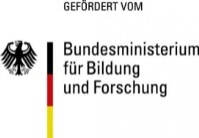 GEFÖRDERT VOM
Bundesministerium
für Bildung
und Forschung